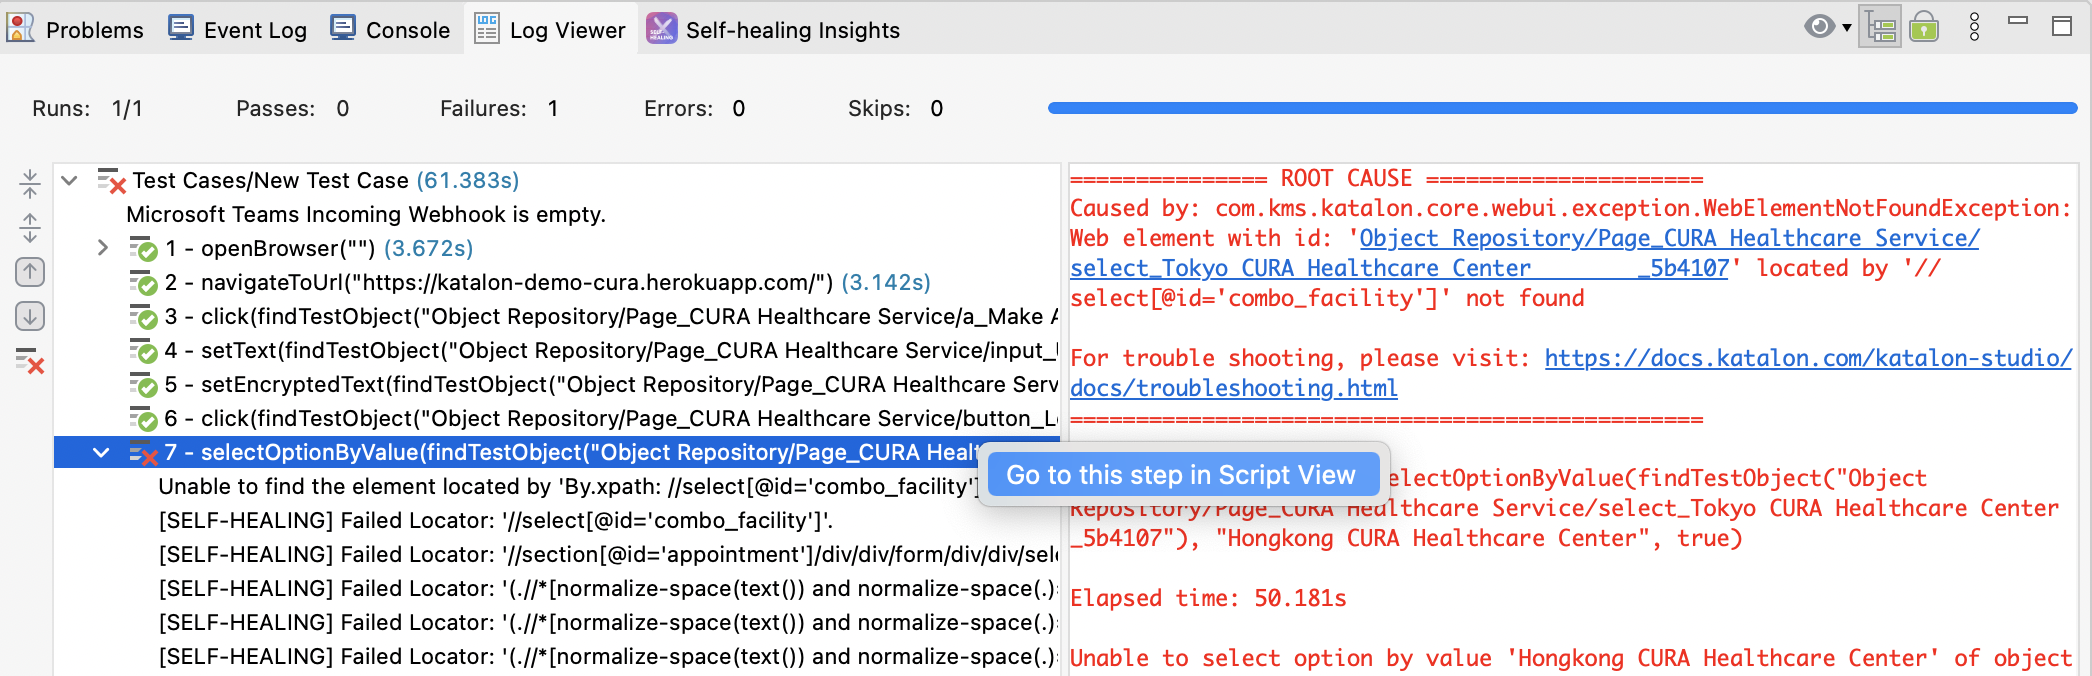 Problems Event Log Console Log Viewer Self-healing Insights
Runs: 1/1 Passes: 0 Failures: 1 Errors: 0 Skips: 0
Test Cases/New Test Case (61.383s)
Microsoft Teams Incoming Webhook is empty.
1 - openBrowser("") (3.672s)
2 - navigateToUrl("https://katalon-demo-cura.herokuapp.com/") (3.142s)
3 - click(findTestObject("Object Repository/Page_CURA Healthcare Service/a_Make A
4 - setText(findTestObject("Object Repository/Page_CURA Healthcare Service/input_U
5 - setEncryptedText(findTestObject("Object Repository/Page_CURA Healthcare Serv
6 - click(findTestObject("Object Repository/Page_CURA Healthcare Service/button_Lo
7 - selectOptionByValue(findTestObject("Object Repository/Page_CURA Healt
Unable to find the element located by 'By.xpath: //select[@id='combo_facility']
[SELF-HEALING] Failed Locator: '//select[@id='combo_facility']'.
[SELF-HEALING] Failed Locator: '//section[@id='appointment']/div/div/form/div/div/sele
[SELF-HEALING] Failed Locator: '(.//*[normalize-space(text()) and normalize-space(.)=
[SELF-HEALING] Failed Locator: '(.//*[normalize-space(text()) and normalize-space(.)=
[SELF-HEALING] Failed Locator: '(.//*[normalize-space(text()) and normalize-space(.)=
Go to this step in Script View
=============== ROOT CAUSE =====================
Caused by: com.kms.katalon.core.webui.exception.WebElementNotFoundException:
Web element with id: 'Object Repository/Page_CURA Healthcare Service/
select_Tokyo CURA Healthcare Center _5b4107' located by '//
select[@id='combo_facility']' not found
For trouble shooting, please visit: https://docs.katalon.com/katalon-studio/
docs/troubleshooting.html
================================================
electOptionByValue(findTestObject("Object
Repository/Page_CURA Healthcare Service/select_Tokyo CURA Healthcare Center
_5b4107"), "Hongkong CURA Healthcare Center", true)
Elapsed time: 50.181s
Unable to select option by value 'Hongkong CURA Healthcare Center' of object